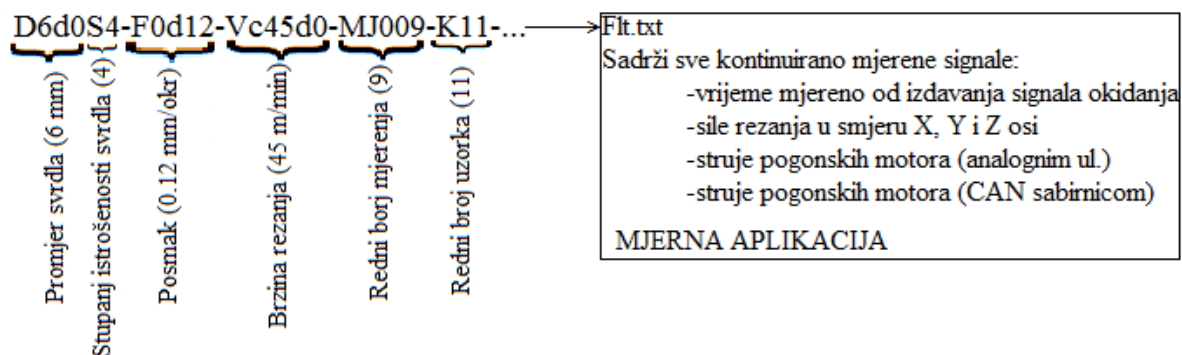 D6d0S4-F0d12-Vc45d0-MJ009-K11-...
Promjer svrdla (6 mm)
Stupanj istrošenosti svrdla (4)
Posmak (0.12 mm/okr)
Brzina rezanja (45 m/min)
Redni borj mjerenja (9)
Redni broj uzorka (11)
Flt.txt
Sadrži sve kontinuirano mjerene signale:
-vrijeme mjereno od izdavanja signala okidanja
-sile rezanja u smjeru X, Y i Z osi
-struje pogonskih motora (analognim ul.)
-struje pogonskih motora (CAN sabirnicom)
MJERNA APLIKACIJA